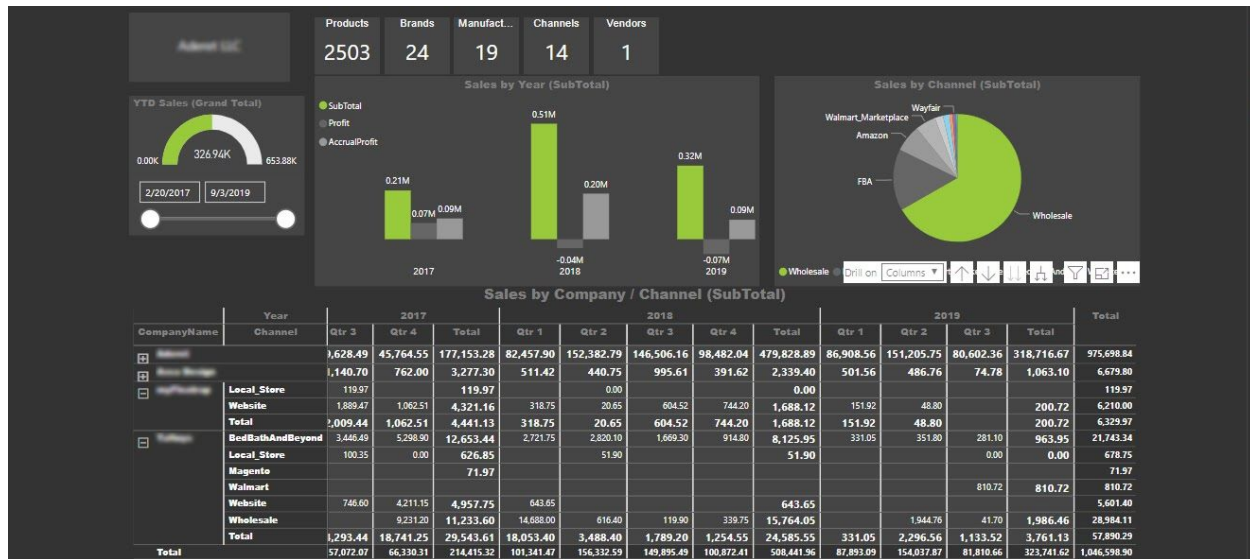 Products Brands Manufact... Channels Vendors
2503 24 19 14 1
YTD Sales (Grand Total)
326.94K
0.00K 653.88K
2/20/2017 9/3/2019
Sales by Year (SubTotal)
SubTotal
Profit
AccrualProfit
0.21M
0.07M
0.09M
0.51M
-0.04M
0.20M
0.32M
-0.07M
0.09M
2017 2018 2019
Sales by Channel (SubTotal)
Wayfair
Walmart_Marketplace
Amazon
FBA
Wholesale
Wholesale Drill on Columns
Sales by Company / Channel (SubTotal)
Year 2017 2018 2019 Total
CompanyName Channel Qtr 3 Qtr 4 Total Qtr 1 Qtr 2 Qtr 3 Qtr 4 Total Qtr 1 Qtr 2 Qtr 3 Total
,628.49 45,764.55 177,153.28 82,457.90 152,382.79 146,506.16 98,482.04 479,828.89 86,908.56 151,205.75 80,602.36 318,716.67 975,698.84
,140.70 762.00 3,277.30 511.42 440.75 995.61 391.62 2,339.40 501.56 486.76 74.78 1,063.10 6,679.80
Local_Store 119.97 119.97 0.00 0.00 119.97
Website 1,889.47 1,062.51 4,321.16 318.75 20.65 604.52 744.20 1,688.12 151.92 48.80 200.72 6,210.00
Total 2,009.44 1,062.51 4,441.13 318.75 20.65 604.52 744.20 1,688.12 151.92 48.80 200.72 6,329.97
BedBathAndBeyond 3,446.49 5,298.90 12,653.44 2,721.75 2,820.10 1,669.30 914.80 8,125.95 331.05 351.80 281.10 963.95 21,743.34
Local_Store 100.35 0.00 626.85 51.90 51.90 0.00 0.00 678.75
Magento 71.97 71.97
Walmart 810.72 810.72 810.72
Website 746.60 4,211.15 4,957.75 643.65 643.65 5,601.40
Wholesale 9,231.20 11,233.60 14,688.00 616.40 119.90 339.75 15,764.05 1,944.76 41.70 1,986.46 28,984.11
Total ,293.44 18,741.25 29,543.61 18,053.40 3,488.40 1,789.20 1,254.55 24,585.55 331.05 2,296.56 1,133.52 3,761.13 57,890.29
Total 57,072.07 66,330.31 214,415.32 101,341.47 156,332.59 149,895.49 100,872.41 508,441.96 87,893.09 154,037.87 81,810.66 323,741.62 1,046,598.90